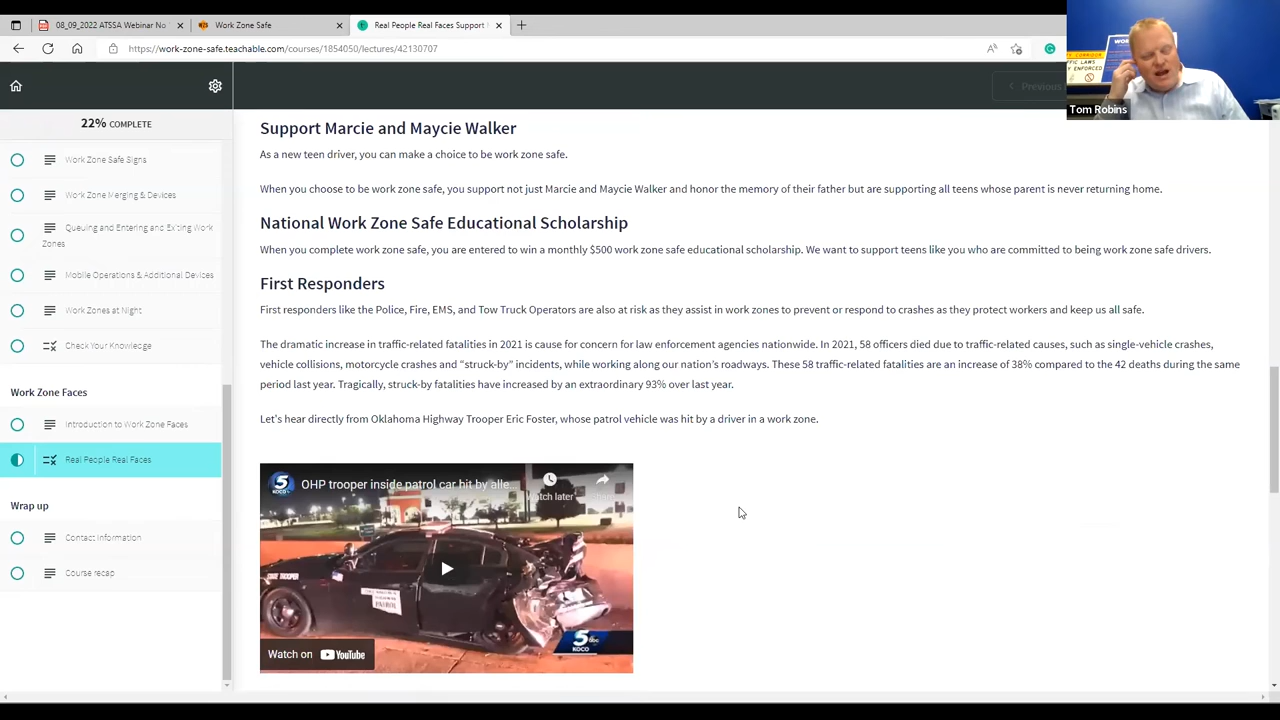 08_09_2022 ATSSA Webinar No
Work Zone Safe
Real People Real Faces Support
https://work-zone-safe.teachable.com/courses/1854050/lectures/42130707
Previous
Tom Robins
22% COMPLETE
Work Zone Safe Signs
Work Zone Merging & Devices
Queuing and Entering and Exiting Work
Zones
Mobile Operations & Additional Devices
Work Zones at Night
Check Your Knowledge
Work Zone Faces
Introduction to Work Zone Faces
Real People Real Faces
Wrap up
Contact Information
Course recap
Support Marcie and Maycie Walker
As a new teen driver, you can make a choice to be work zone safe.
When you choose to be work zone safe, you support not just Marcie and Maycie Walker and honor the memory of their father but are supporting all teens whose parent is never returning home.
National Work Zone Safe Educational Scholarship
When you complete work zone safe, you are entered to win a monthly $500 work zone safe educational scholarship. We want to support teens like you who are committed to being work zone safe drivers.
First Responders
First responders like the Police, Fire, EMS, and Tow Truck Operators are also at risk as they assist in work zones to prevent or respond to crashes as they protect workers and keep us all safe.
The dramatic increase in traffic-related fatalities in 2021 is cause for concern for law enforcement agencies nationwide. In 2021, 58 officers died due to traffic-related causes, such as single-vehicle crashes,
vehicle collisions, motorcycle crashes and “struck-by” incidents, while working along our nation’s roadways. These 58 traffic-related fatalities are an increase of 38% compared to the 42 deaths during the same
period last year. Tragically, struck-by fatalities have increased by an extraordinary 93% over last year.
Let’s hear directly from Oklahoma Highway Trooper Eric Foster, whose patrol vehicle was hit by a driver in a work zone.
5 KOCO
OHP trooper inside patrol car hit by alle...
Watch later
Share
PATROL
5 abc
KOCO
Watch on YouTube